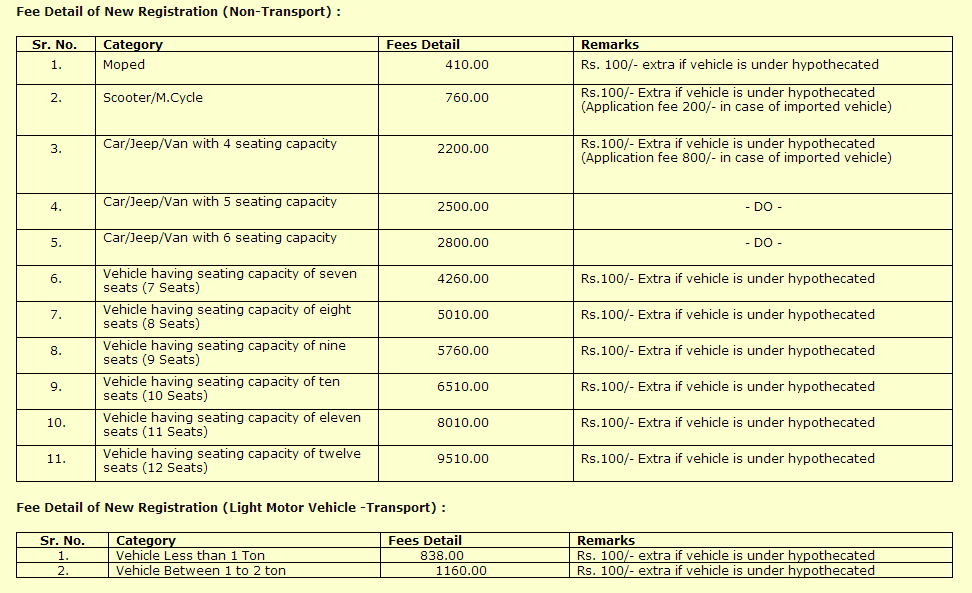 Fee Detail of New Registration (Non-Transport) :
Sr. No. Category Fees Detail Remarks
1. Moped 410.00 Rs. 100/- extra if vehicle is under hypothecated
2. Scooter/M.Cycle 760.00 Rs.100/- Extra if vehicle is under hypothecated
(Application fee 200/- in case of imported vehicle)
3. Car/Jeep/Van with 4 seating capacity 2200.00 Rs.100/- Extra if vehicle is under hypothecated
(Application fee 800/- in case of imported vehicle)
4. Car/Jeep/Van with 5 seating capacity 2500.00 - DO -
5. Car/Jeep/Van with 6 seating capacity 2800.00 - DO -
6. Vehicle having seating capacity of seven
seats (7 Seats) 4260.00 Rs.100/- Extra if vehicle is under hypothecated
7. Vehicle having seating capacity of eight
seats (8 Seats) 5010.00 Rs.100/- Extra if vehicle is under hypothecated
8. Vehicle having seating capacity of nine
seats (9 Seats) 5760.00 Rs.100/- Extra if vehicle is under hypothecated
9. Vehicle having seating capacity of ten
seats (10 Seats) 6510.00 Rs.100/- Extra if vehicle is under hypothecated
10. Vehicle having seating capacity of eleven
seats (11 Seats) 8010.00 Rs.100/- Extra if vehicle is under hypothecated
11. Vehicle having seating capacity of twelve
seats (12 Seats) 9510.00 Rs.100/- Extra if vehicle is under hypothecated
Fee Detail of New Registration (Light Motor Vehicle -Transport) :
Sr. No. Category Fees Detail Remarks
1. Vehicle Less than 1 Ton 838.00 Rs. 100/- extra if vehicle is under hypothecated
2. Vehicle Between 1 to 2 ton 1160.00 Rs. 100/- extra if vehicle is under hypothecated